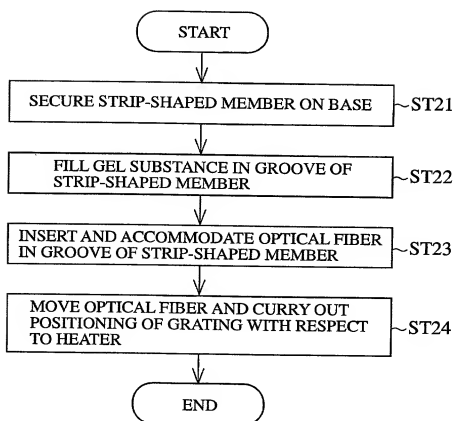 START
SECURE STRIP-SHAPED MEMBER ON BASE
~ST21
FILL GEL SUBSTANCE IN GROOVE OF
STRIP-SHAPED MEMBER
~ST22
INSERT AND ACCOMMODATE OPTICAL FIBER
IN GROOVE OF STRIP-SHAPED MEMBER
~ST23
MOVE OPTICAL FIBER AND CURRY OUT
POSITIONING OF GRATING WITH RESPECT
TO HEATER
~ST24
END